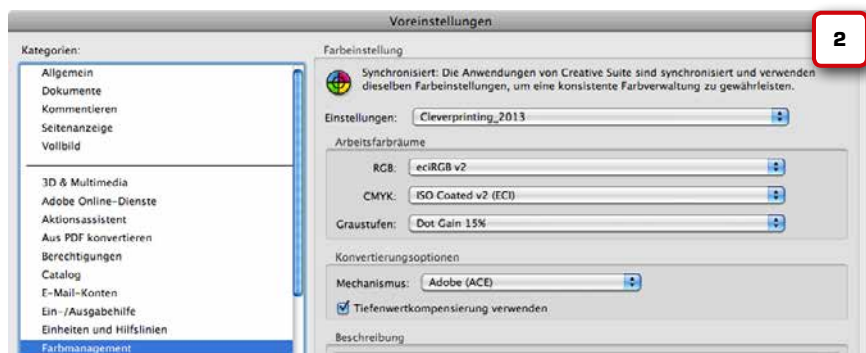 Voreinstellungen
2
Kategorien:
Allgemein
Dokumente
Kommentieren
Seitenanzeige
Vollbild
3D & Multimedia
Adobe Online-Dienste
Aktionsassistent
Aus PDF konvertieren
Berechtigungen
Catalog
E-Mail-Konten
Ein-/Ausgabehilfe
Einheiten und Hilfslinien
Farbmanagement
Farbeinstellung
Synchronisiert: Die Anwendungen von Creative Suite sind synchronisiert und verwenden
dieselben Farbeinstellungen, um eine konsistente Farbverwaltung zu gewährleisten.
Einstellungen: Cleverprinting_2013
Arbeitsfarbräume
RGB: eciRGB v2
CMYK: ISO Coated v2 (ECI)
Graustufen: Dot Gain 15%
Konvertierungsoptionen
Mechanismus: Adobe (ACE)
Tiefenwertkompensierung verwenden
Beschreibung